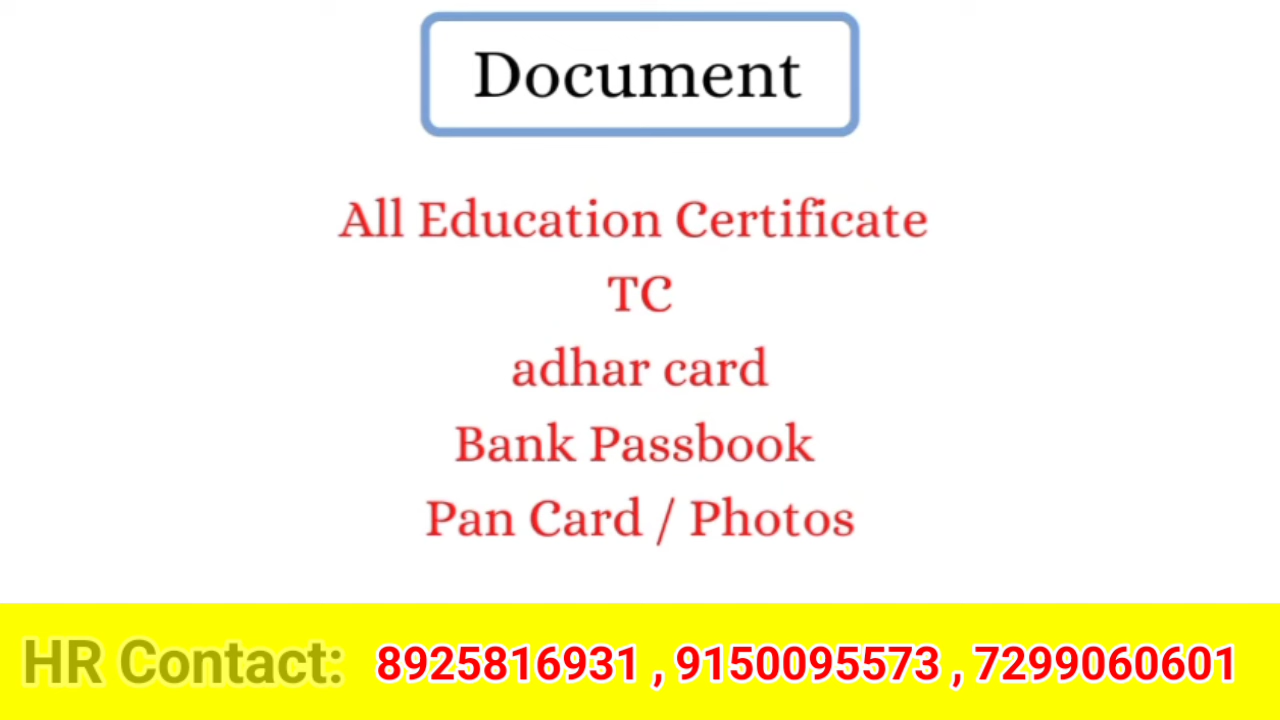 Document
All Education Certificate
TC
adhar card
Bank Passbook
Pan Card / Photos
HR Contact: 8925816931 , 9150095573 , 7299060601